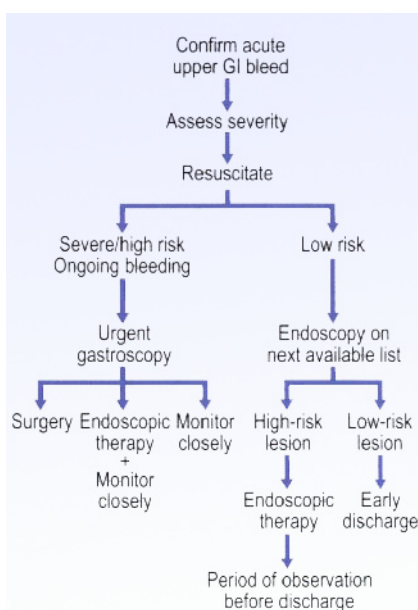 Confirm acute
upper GI bleed
Assess severity
Resuscitate
Severe/high risk
Ongoing bleeding
Low risk
Urgent
gastroscopy
Endoscopy on
next available list
Surgery
Endoscopic
therapy
+
Monitor
closely
Monitor
closely
High-risk
lesion
Low-risk
lesion
Endoscopic
therapy
Early
discharge
Period of observation
before discharge